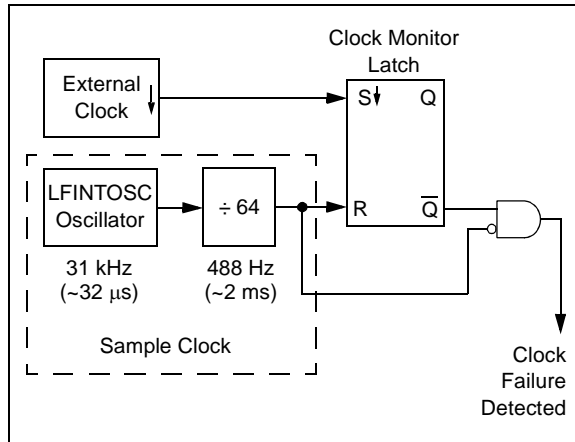 Clock Monitor
Latch
External
Clock
S
Q
LFINTOSC
Oscillator
÷ 64
R
Q̅
31 kHz
(~32 μs)
488 Hz
(~2 ms)
Sample Clock
Clock
Failure
Detected